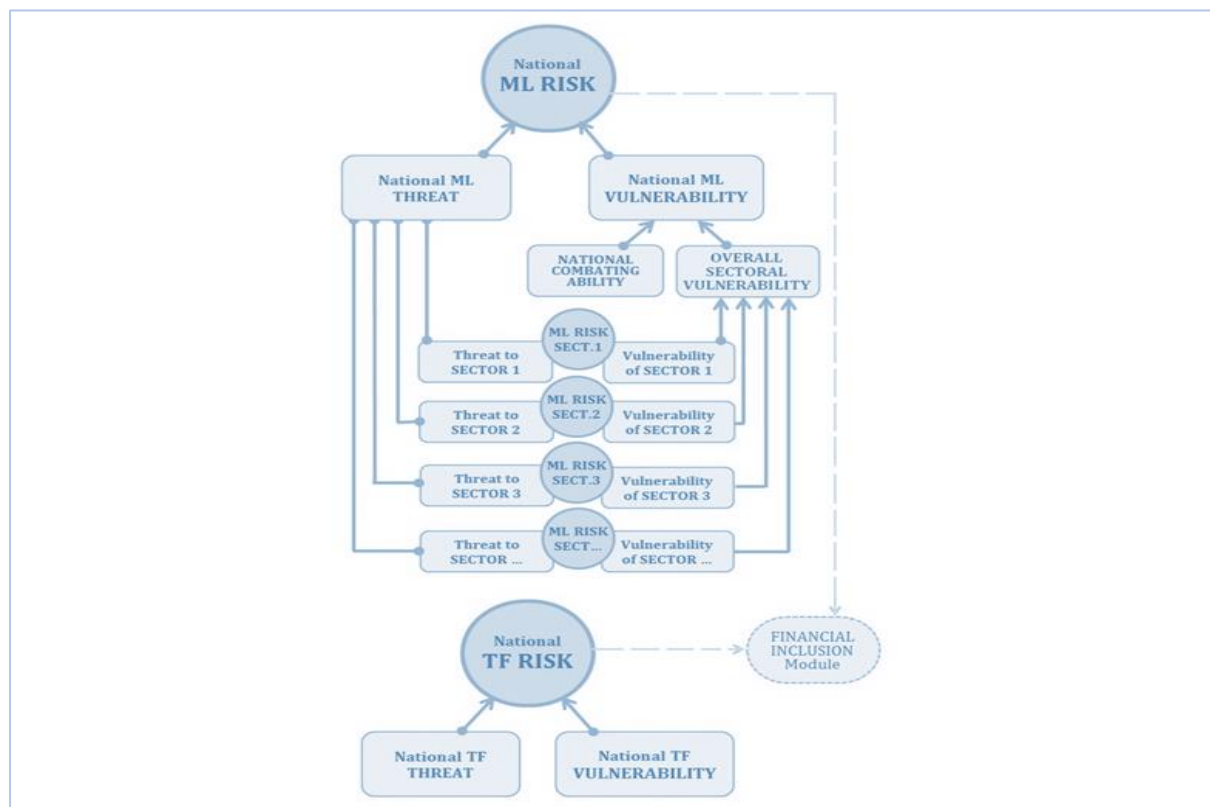 National
ML RISK
National ML
THREAT
National ML
VULNERABILITY
NATIONAL
COMBATING
ABILITY
OVERALL
SECTORAL
VULNERABILITY
ML RISK
SECT.1
Threat to
SECTOR 1
Vulnerability
of SECTOR 1
ML RISK
SECT.2
Threat to
SECTOR 2
Vulnerability
of SECTOR 2
ML RISK
SECT.3
Threat to
SECTOR 3
Vulnerability
of SECTOR 3
ML RISK
SECT...
Threat to
SECTOR ...
Vulnerability
of SECTOR ...
National
TF RISK
FINANCIAL
INCLUSION
Module
National TF
THREAT
National TF
VULNERABILITY